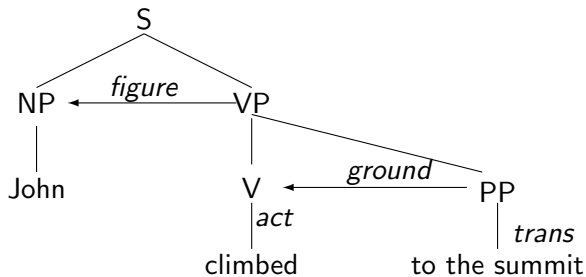 S
figure
NP VP
ground
John V PP
act trans
climbed to the summit